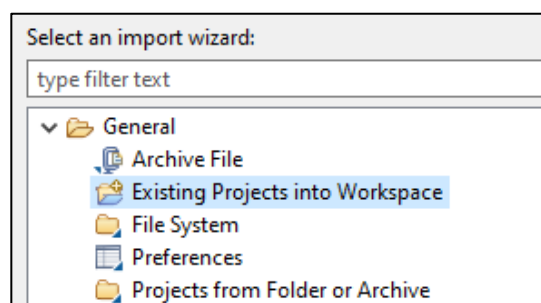 Select an import wizard:
type filter text
General
Archive File
Existing Projects into Workspace
File System
Preferences
Projects from Folder or Archive